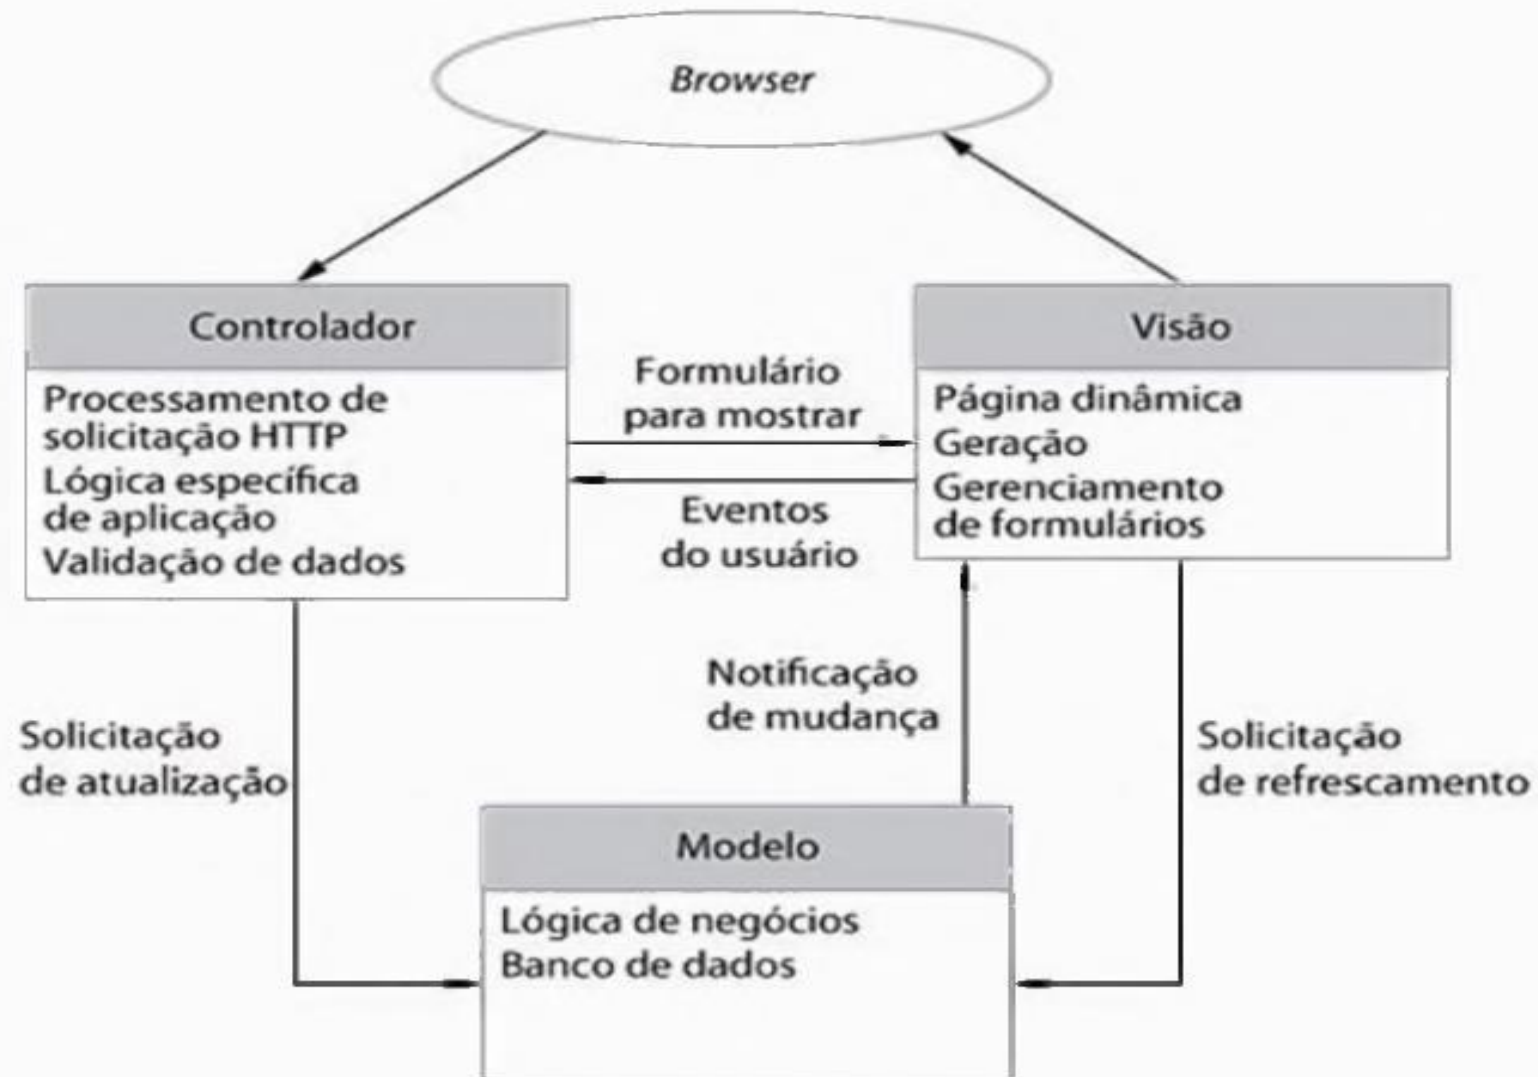 Browser
Controlador
Processamento de
solicitação HTTP
Lógica específica
de aplicação
Validação de dados
Formulário
para mostrar
Eventos
do usuário
Visão
Página dinâmica
Geração
Gerenciamento
de formulários
Solicitação
de atualização
Notificação
de mudança
Solicitação
de refrescamento
Modelo
Lógica de negócios
Banco de dados